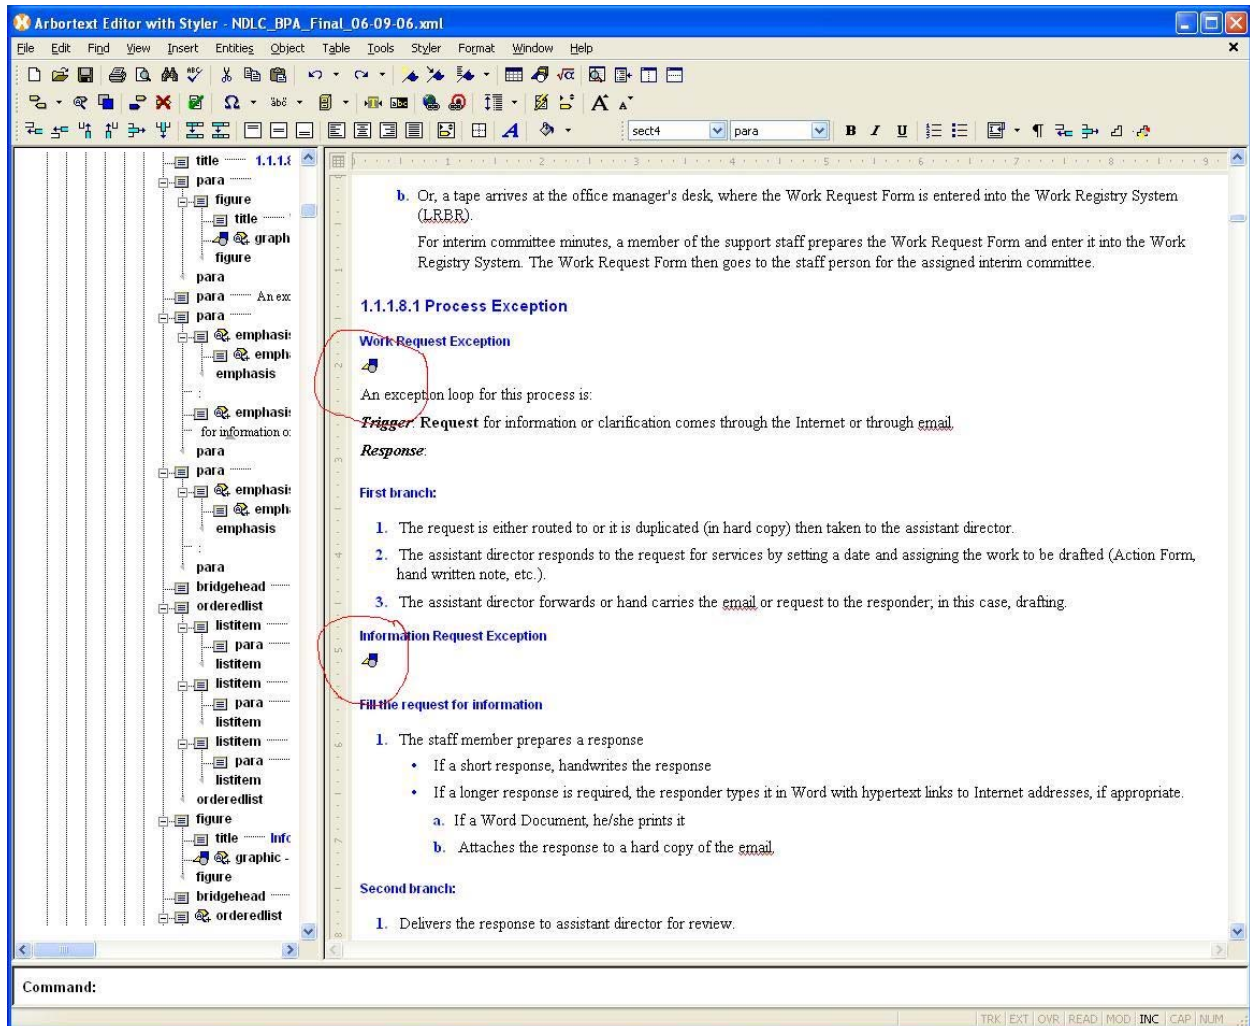 Arbortext Editor with Styler - NDLC_BPA_Final_06-09-06.xml
File Edit Find View Insert Entities Object Table Tools Styler Format Window Help
sect4 para
title 1.1.1.8
para
figure
title
graph
figure
para
para An exc
para
emphasis
empha
emphasis
:
emphasis
for information o
para
para
emphasis
empha
emphasis
:
para
bridgehead
orderedlist
listitem
para
listitem
listitem
para
listitem
listitem
para
listitem
orderedlist
figure
title Info
graphic -
figure
bridgehead
orderedlist
b. Or, a tape arrives at the office manager's desk, where the Work Request Form is entered into the Work Registry System
(LRBR).
For interim committee minutes, a member of the support staff prepares the Work Request Form and enter it into the Work
Registry System. The Work Request Form then goes to the staff person for the assigned interim committee.
1.1.1.8.1 Process Exception
Work Request Exception
An exception loop for this process is:
Trigger: Request for information or clarification comes through the Internet or through email.
Response:
First branch:
1. The request is either routed to or it is duplicated (in hard copy) then taken to the assistant director.
2. The assistant director responds to the request for services by setting a date and assigning the work to be drafted (Action Form,
hand written note, etc.).
3. The assistant director forwards or hand carries the email or request to the responder; in this case, drafting.
Information Request Exception
Fill the request for information
1. The staff member prepares a response
• If a short response, handwrites the response
• If a longer response is required, the responder types it in Word with hypertext links to Internet addresses, if appropriate.
a. If a Word Document, he/she prints it
b. Attaches the response to a hard copy of the email.
Second branch:
1. Delivers the response to assistant director for review.
Command:
TRK EXT OVR READ MOD INC CAP NUM